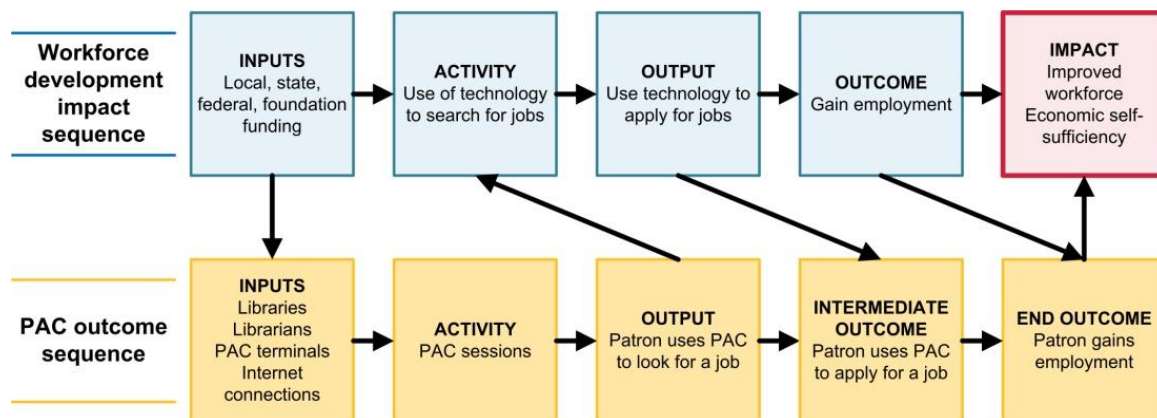 Workforce
development
impact
sequence
INPUTS
Local, state,
federal, foundation
funding
ACTIVITY
Use of technology
to search for jobs
OUTPUT
Use technology to
apply for jobs
OUTCOME
Gain employment
IMPACT
Improved
workforce
Economic self-
sufficiency
PAC outcome
sequence
INPUTS
Libraries
Librarians
PAC terminals
Internet
connections
ACTIVITY
PAC sessions
OUTPUT
Patron uses PAC
to look for a job
INTERMEDIATE
OUTCOME
Patron uses PAC
to apply for a job
END OUTCOME
Patron gains
employment